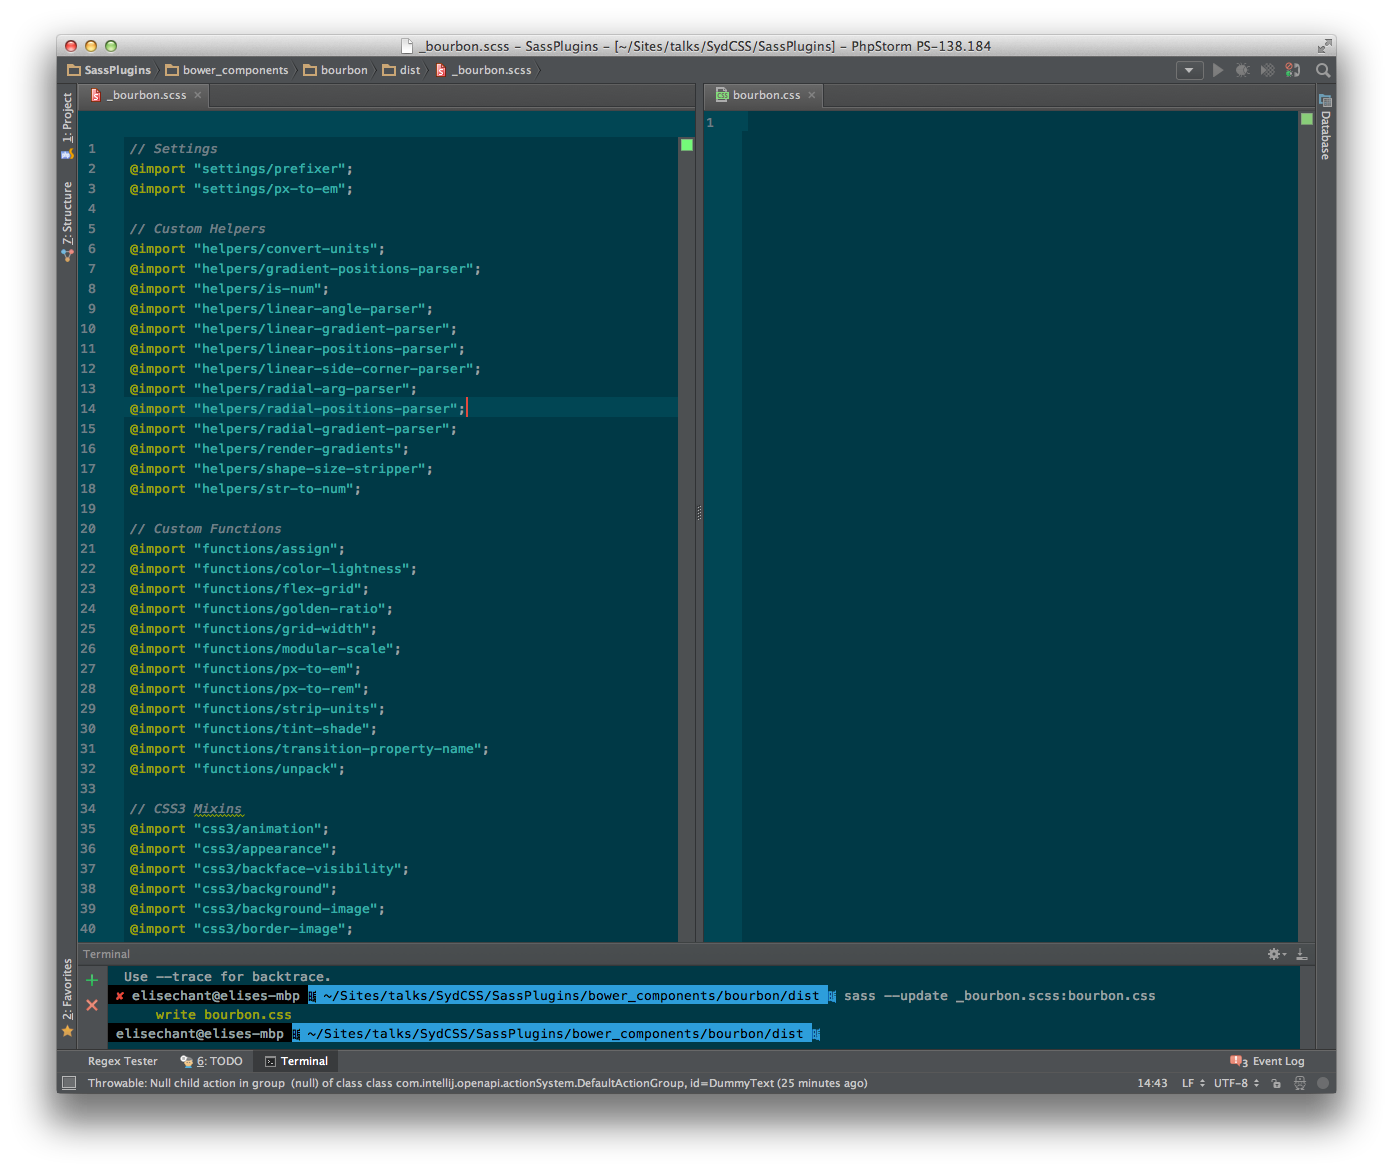 _bourbon.scss – SassPlugins – [~/Sites/talks/SydCSS/SassPlugins] – PhpStorm PS-138.184
SassPlugins bower_components bourbon dist _bourbon.scss
1: Project
7: Structure
2: Favorites
_bourbon.scss
1 // Settings
2 @import "settings/prefixer";
3 @import "settings/px-to-em";
4
5 // Custom Helpers
6 @import "helpers/convert-units";
7 @import "helpers/gradient-positions-parser";
8 @import "helpers/is-num";
9 @import "helpers/linear-angle-parser";
10 @import "helpers/linear-gradient-parser";
11 @import "helpers/linear-positions-parser";
12 @import "helpers/linear-side-corner-parser";
13 @import "helpers/radial-arg-parser";
14 @import "helpers/radial-positions-parser";
15 @import "helpers/radial-gradient-parser";
16 @import "helpers/render-gradients";
17 @import "helpers/shape-size-stripper";
18 @import "helpers/str-to-num";
19
20 // Custom Functions
21 @import "functions/assign";
22 @import "functions/color-lightness";
23 @import "functions/flex-grid";
24 @import "functions/golden-ratio";
25 @import "functions/grid-width";
26 @import "functions/modular-scale";
27 @import "functions/px-to-em";
28 @import "functions/px-to-rem";
29 @import "functions/strip-units";
30 @import "functions/tint-shade";
31 @import "functions/transition-property-name";
32 @import "functions/unpack";
33
34 // CSS3 Mixins
35 @import "css3/animation";
36 @import "css3/appearance";
37 @import "css3/backface-visibility";
38 @import "css3/background";
39 @import "css3/background-image";
40 @import "css3/border-image";
bourbon.css
1
Database
Terminal
Use --trace for backtrace.
✘ elisechant@elises-mbp ~/Sites/talks/SydCSS/SassPlugins/bower_components/bourbon/dist sass --update _bourbon.scss:bourbon.css
write bourbon.css
elisechant@elises-mbp ~/Sites/talks/SydCSS/SassPlugins/bower_components/bourbon/dist
Regex Tester 6: TODO Terminal 3 Event Log
Throwable: Null child action in group (null) of class class com.intellij.openapi.actionSystem.DefaultActionGroup, id=DummyText (25 minutes ago) 14:43 LF UTF-8